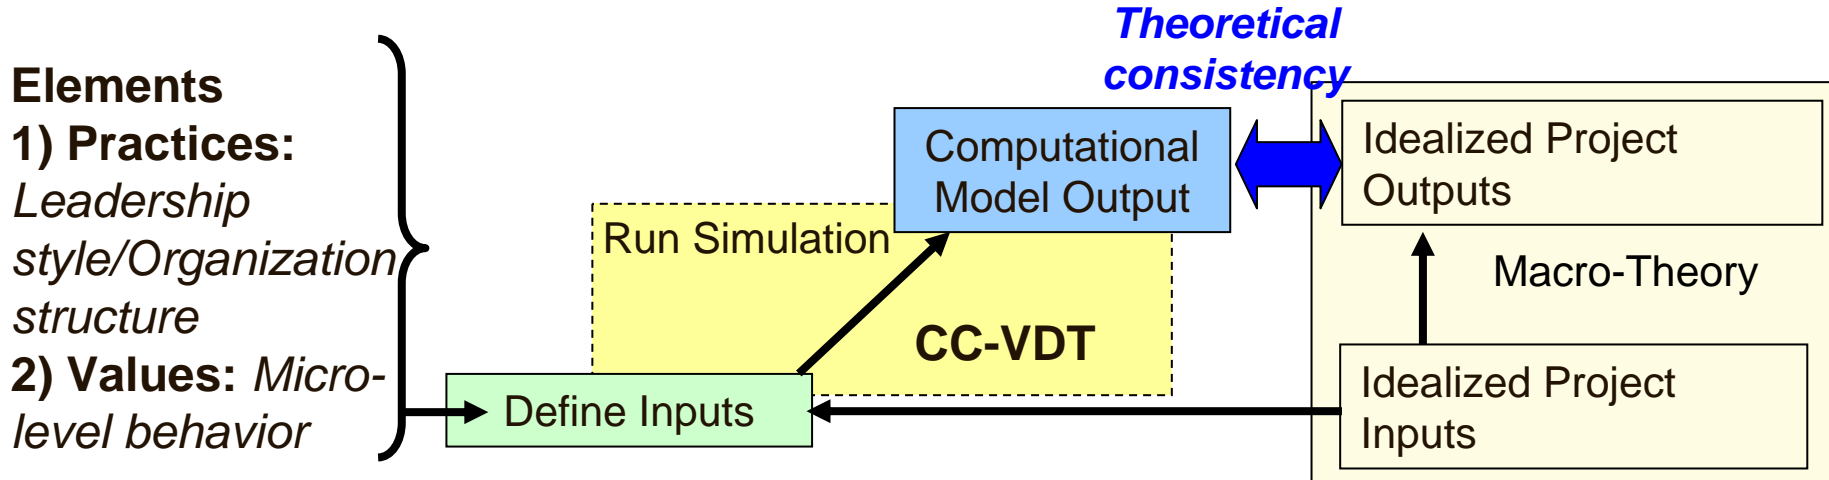 Elements
1) Practices:
Leadership
style/Organization
structure
2) Values: Micro-
level behavior
Theoretical
consistency
Computational
Model Output
Idealized Project
Outputs
Run Simulation
Macro-Theory
CC-VDT
Define Inputs
Idealized Project
Inputs